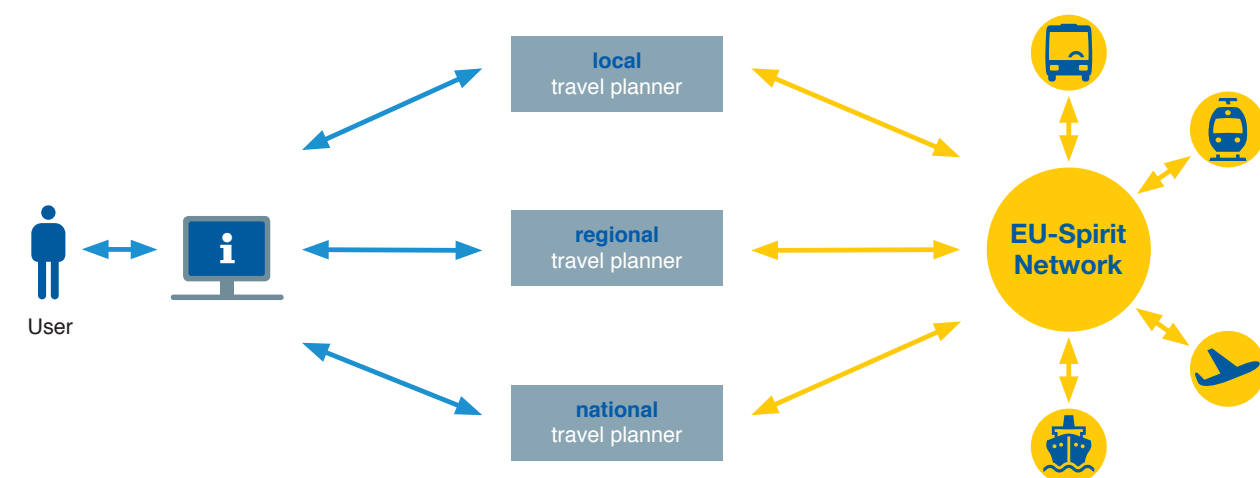 User
i
local
travel planner
regional
travel planner
national
travel planner
EU-Spirit
Network